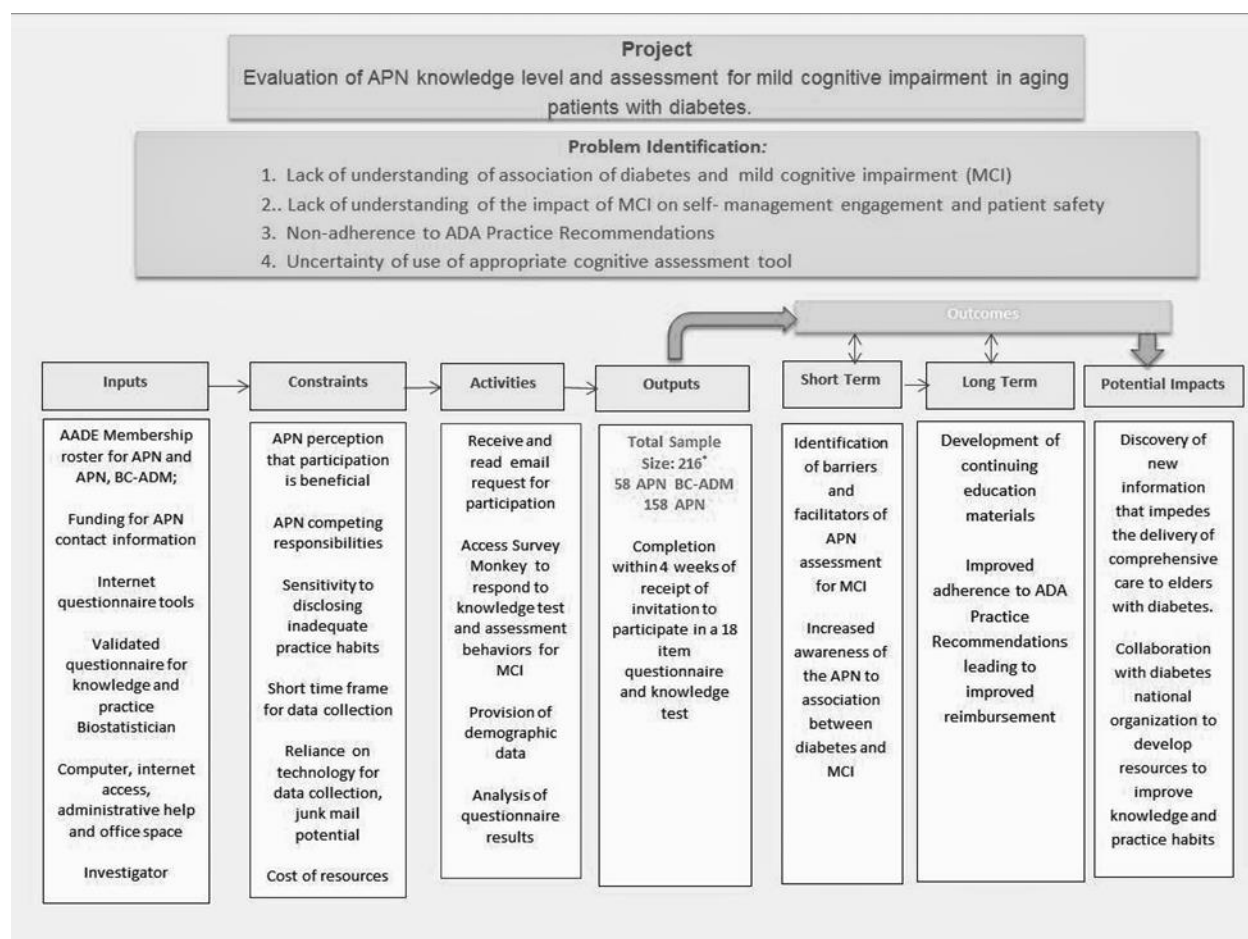 Project
Evaluation of APN knowledge level and assessment for mild cognitive impairment in aging
patients with diabetes.
Problem Identification:
1. Lack of understanding of association of diabetes and mild cognitive impairment (MCI)
2.. Lack of understanding of the impact of MCI on self- management engagement and patient safety
3. Non-adherence to ADA Practice Recommendations
4. Uncertainty of use of appropriate cognitive assessment tool
Outcomes
Inputs
AADE Membership
roster for APN and
APN, BC-ADM;
Funding for APN
contact information
Internet
questionnaire tools
Validated
questionnaire for
knowledge and
practice
Biostatistician
Computer, internet
access,
administrative help
and office space
Investigator
Constraints
APN perception
that participation
is beneficial
APN competing
responsibilities
Sensitivity to
disclosing
inadequate
practice habits
Short time frame
for data collection
Reliance on
technology for
data collection,
junk mail
potential
Cost of resources
Activities
Receive and
read email
request for
participation
Access Survey
Monkey to
respond to
knowledge test
and assessment
behaviors for
MCI
Provision of
demographic
data
Analysis of
questionnaire
results
Outputs
Total Sample
Size: 216*
58 APN BC-ADM
158 APN
Completion
within 4 weeks of
receipt of
invitation to
participate in a 18
item
questionnaire
and knowledge
test
Short Term
Identification
of barriers
and
facilitators of
APN
assessment
for MCI
Increased
awareness of
the APN to
association
between
diabetes and
MCI
Long Term
Development of
continuing
education
materials
Improved
adherence to ADA
Practice
Recommendations
leading to
improved
reimbursement
Potential Impacts
Discovery of
new
information
that impedes
the delivery of
comprehensive
care to elders
with diabetes.
Collaboration
with diabetes
national
organization to
develop
resources to
improve
knowledge and
practice habits